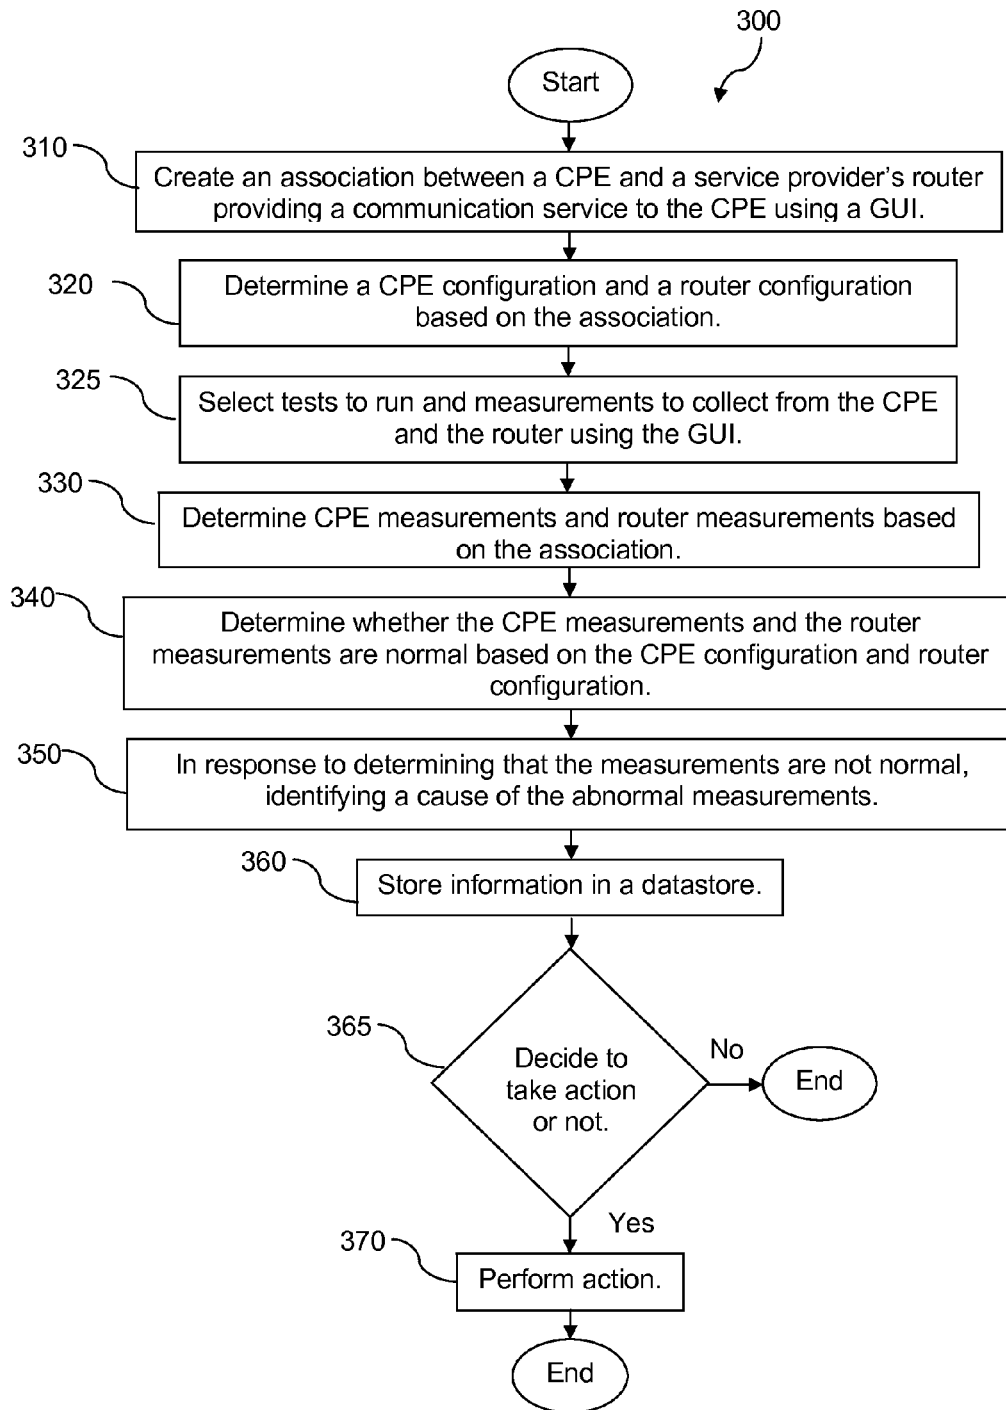 300
Start
310
Create an association between a CPE and a service provider's router
providing a communication service to the CPE using a GUI.
320
Determine a CPE configuration and a router configuration
based on the association.
325
Select tests to run and measurements to collect from the CPE
and the router using the GUI.
330
Determine CPE measurements and router measurements based
on the association.
340
Determine whether the CPE measurements and the router
measurements are normal based on the CPE configuration and router
configuration.
350
In response to determining that the measurements are not normal,
identifying a cause of the abnormal measurements.
360
Store information in a datastore.
365
Decide to
take action
or not.
No
End
Yes
370
Perform action.
End